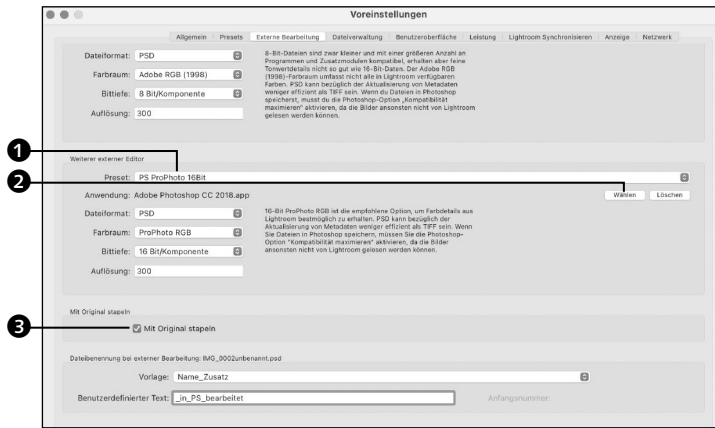 Voreinstellungen
Allgemein Presets Externe Bearbeitung Dateiverwaltung Benutzeroberfläche Leistung Lightroom Synchronisieren Anzeige Netzwerk
Dateiformat: PSD
Farbraum: Adobe RGB (1998)
Bittiefe: 8 Bit/Komponente
Auflösung: 300
8-Bit-Dateien sind zwar kleiner und mit einer größeren Anzahl an
Programmen und Zusatzmodulen kompatibel, erhalten aber feine
Tonwertdetails nicht so gut wie 16-Bit-Daten. Der Adobe RGB
(1998)-Farbraum umfasst nicht alle in Lightroom verfügbaren
Farben. PSD kann bezüglich der Aktualisierung von Metadaten
weniger effizient als TIFF sein. Wenn du Dateien in Photoshop
speicherst, musst du die Photoshop-Option „Kompatibilität
maximieren" aktivieren, da die Bilder ansonsten nicht von Lightroom
gelesen werden können.
1
Weiterer externer Editor
2
Preset: PS ProPhoto 16Bit
Anwendung: Adobe Photoshop CC 2018.app Wählen Löschen
Dateiformat: PSD
Farbraum: ProPhoto RGB
Bittiefe: 16 Bit/Komponente
Auflösung: 300
16-Bit ProPhoto RGB ist die empfohlene Option, um Farbdetails aus
Lightroom bestmöglich zu erhalten. PSD kann bezüglich der
Aktualisierung von Metadaten weniger effizient als TIFF sein. Wenn
Sie Dateien in Photoshop speichern, müssen Sie die Photoshop-
Option "Kompatibilität maximieren" aktivieren, da die Bilder
ansonsten nicht von Lightroom gelesen werden können.
Mit Original stapeln
3
Mit Original stapeln
Dateibenennung bei externer Bearbeitung: IMG_0002unbenannt.psd
Vorlage: Name_Zusatz
Benutzerdefinierter Text: _in_PS_bearbeitet Anfangsnummer: